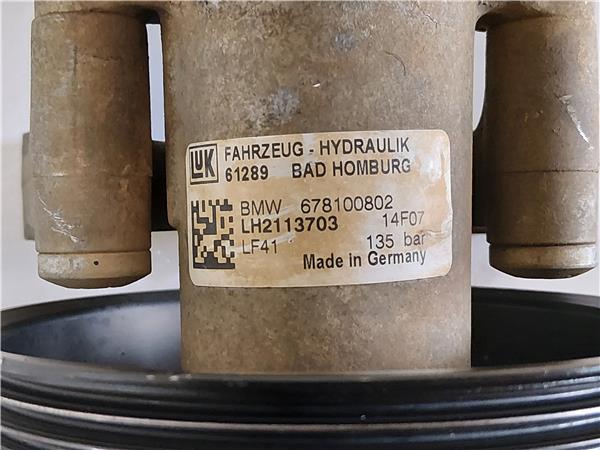 LUK FAHRZEUG - HYDRAULIK
61289 BAD HOMBURG
BMW 678100802
LH2113703 14F07
LF41 135 bar
Made in Germany